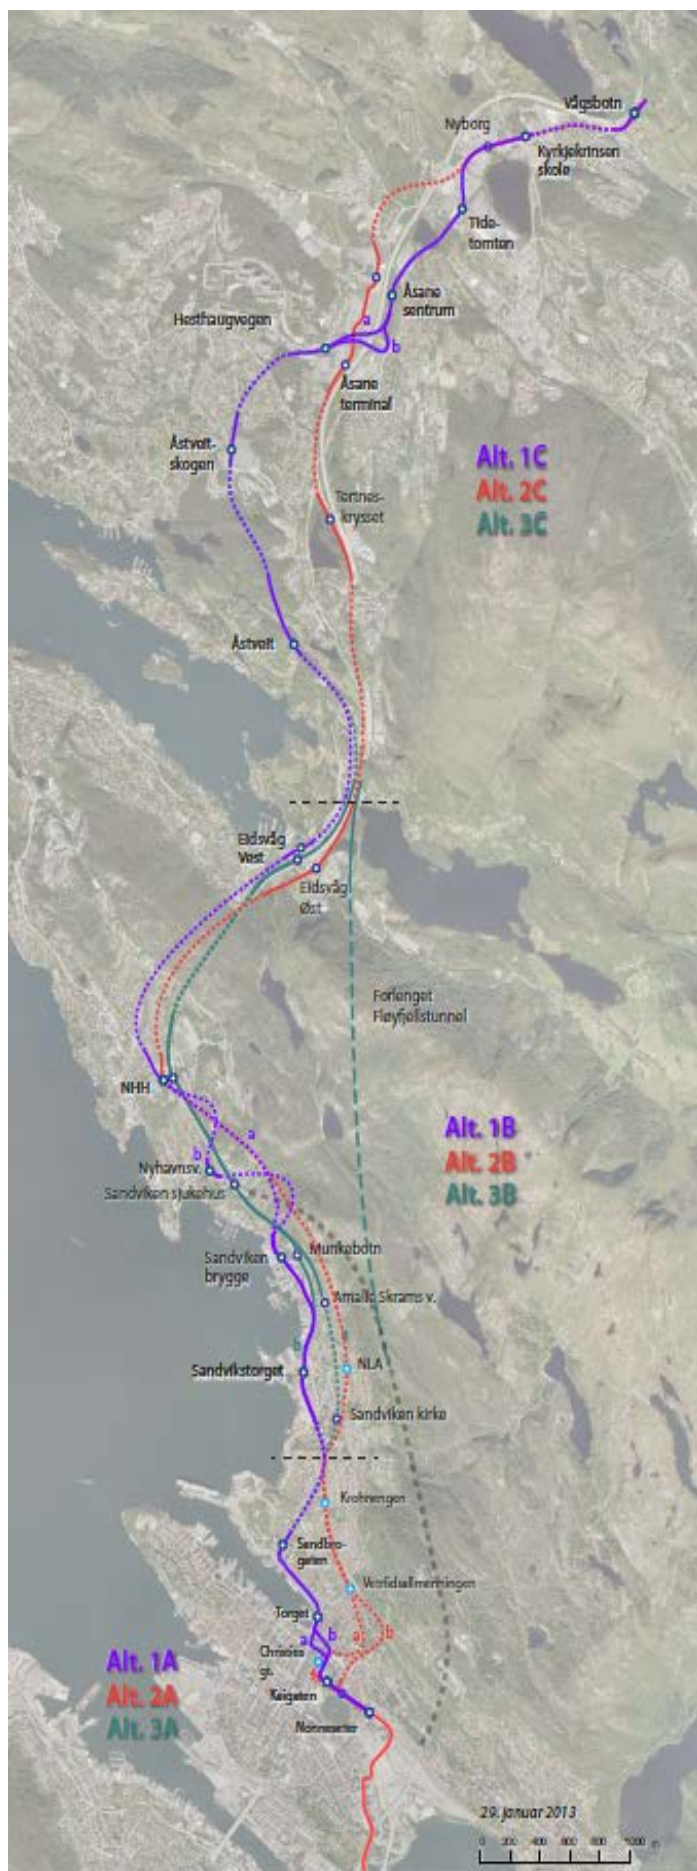 Vågsbotn
Nyborg
Kyrkjekrinsen
skole
Tide-
tomten
Åsane
sentrum
Hesthaugvegen
a
b
Åsane
terminal
Åstveit-
skogen
Alt. 1C
Alt. 2C
Alt. 3C
Tertnes-
krysset
Åstveit
Eidsvåg
Vest
Eidsvåg
Øst
Forlenget
Fløyfjellstunnel
NHH
a
b
Alt. 1B
Alt. 2B
Alt. 3B
Nyhavnsv.
Sandviken sjukehus
Munkebotn
Sandviken
brygge
Amalie Skrams v.
b
NLA
Sandvikstorget
Sandviken kirke
Krohnengen
Sandbro-
gaten
Vetrlidsallmenningen
Torget
a
b
a
b
Christies
gt.
Kaigaten
Nonneseter
Alt. 1A
Alt. 2A
Alt. 3A
29. januar 2013
0 200 400 600 800 1000 m